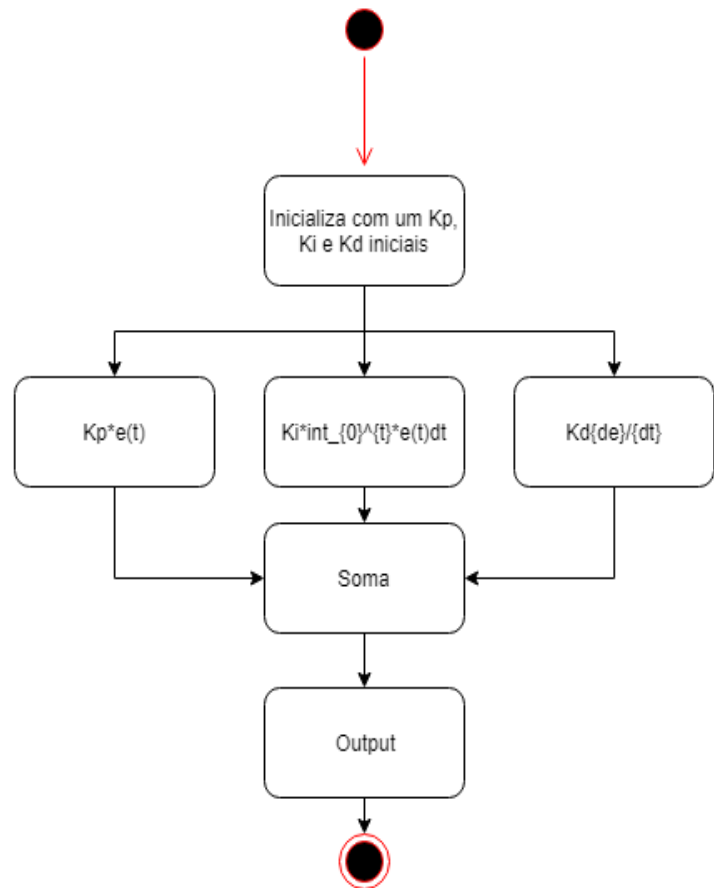 Inicializa com um Kp,
Ki e Kd iniciais
Kp*e(t)
Ki*int_{0}^{t}*e(t)dt
Kd{de}/{dt}
Soma
Output